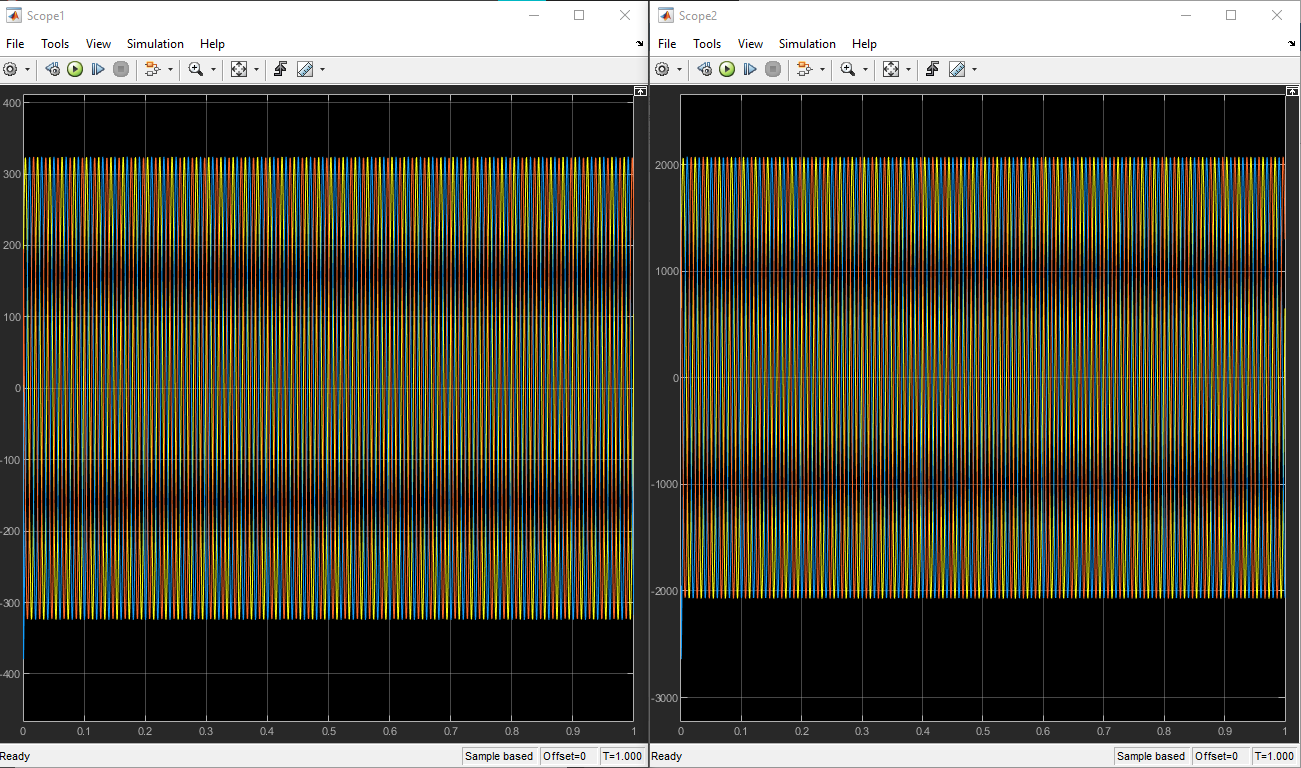 Scope1
File Tools View Simulation Help
400
300
200
100
0
-100
-200
-300
-400
0 0.1 0.2 0.3 0.4 0.5 0.6 0.7 0.8 0.9 1
Ready Sample based Offset=0 T=1.000
Scope2
File Tools View Simulation Help
2000
1000
0
-1000
-2000
-3000
0 0.1 0.2 0.3 0.4 0.5 0.6 0.7 0.8 0.9 1
Ready Sample based Offset=0 T=1.000